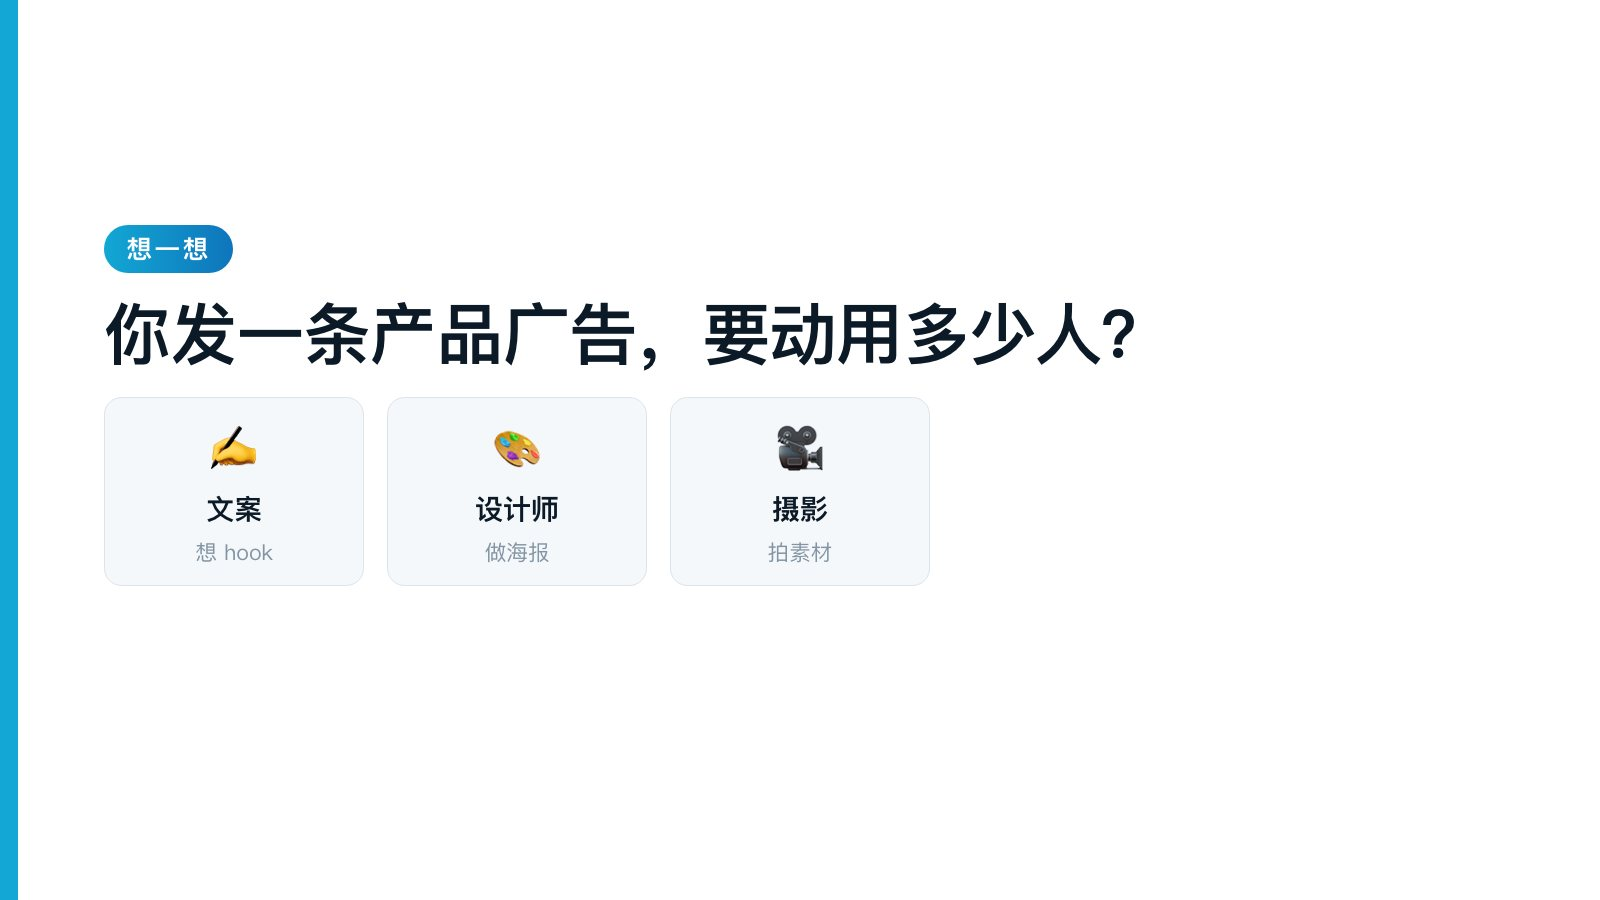 想一想
你发一条产品广告，要动用多少人?
文案
想 hook
设计师
做海报
摄影
拍素材